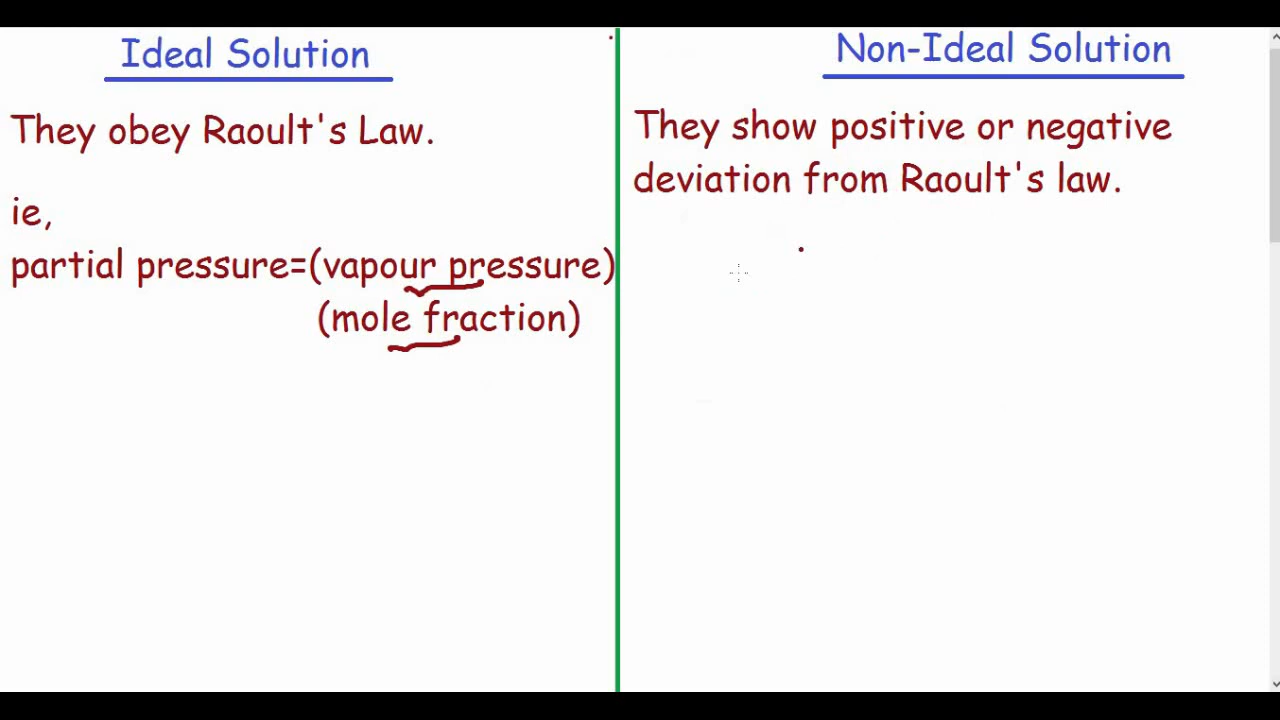 Ideal Solution
They obey Raoult's Law.
ie,
partial pressure=(vapour pressure)
(mole fraction)
Non-Ideal Solution
They show positive or negative
deviation from Raoult's law.